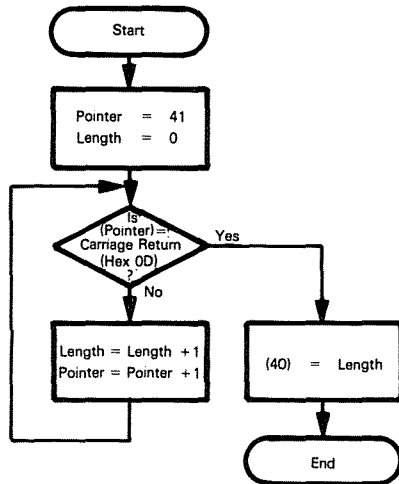 Start
Pointer = 41
Length = 0
Is
(Pointer)=
Carriage Return
(Hex 0D)
?
Yes
No
Length = Length + 1
Pointer = Pointer + 1
(40) = Length
End